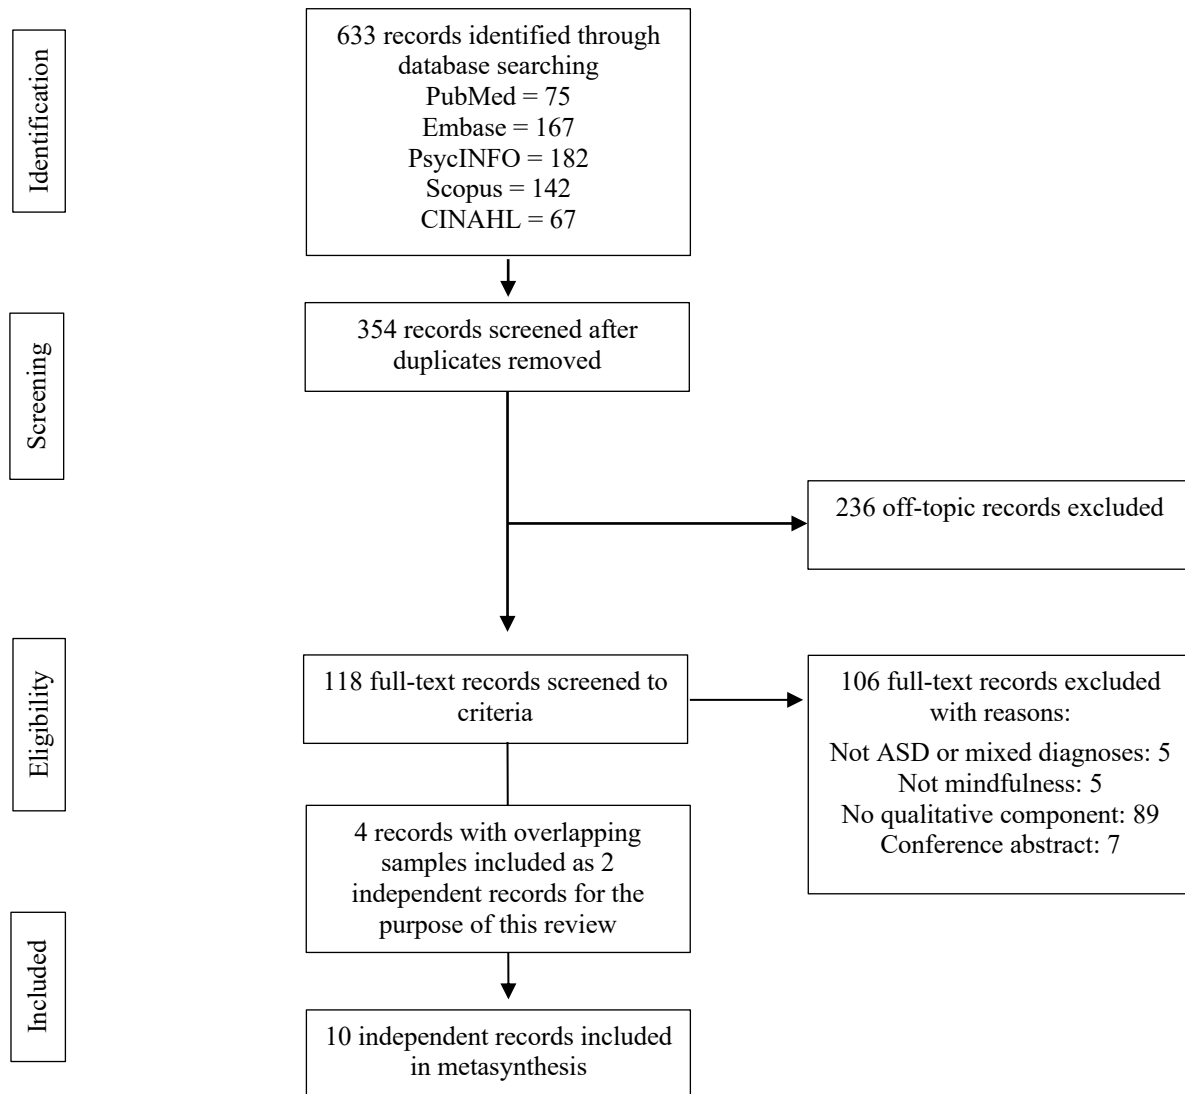 Identification
633 records identified through
database searching
PubMed = 75
Embase = 167
PsycINFO = 182
Scopus = 142
CINAHL = 67
Screening
354 records screened after
duplicates removed
236 off-topic records excluded
Eligibility
118 full-text records screened to
criteria
106 full-text records excluded
with reasons:
Not ASD or mixed diagnoses: 5
Not mindfulness: 5
No qualitative component: 89
Conference abstract: 7
4 records with overlapping
samples included as 2
independent records for the
purpose of this review
Included
10 independent records included
in metasynthesis